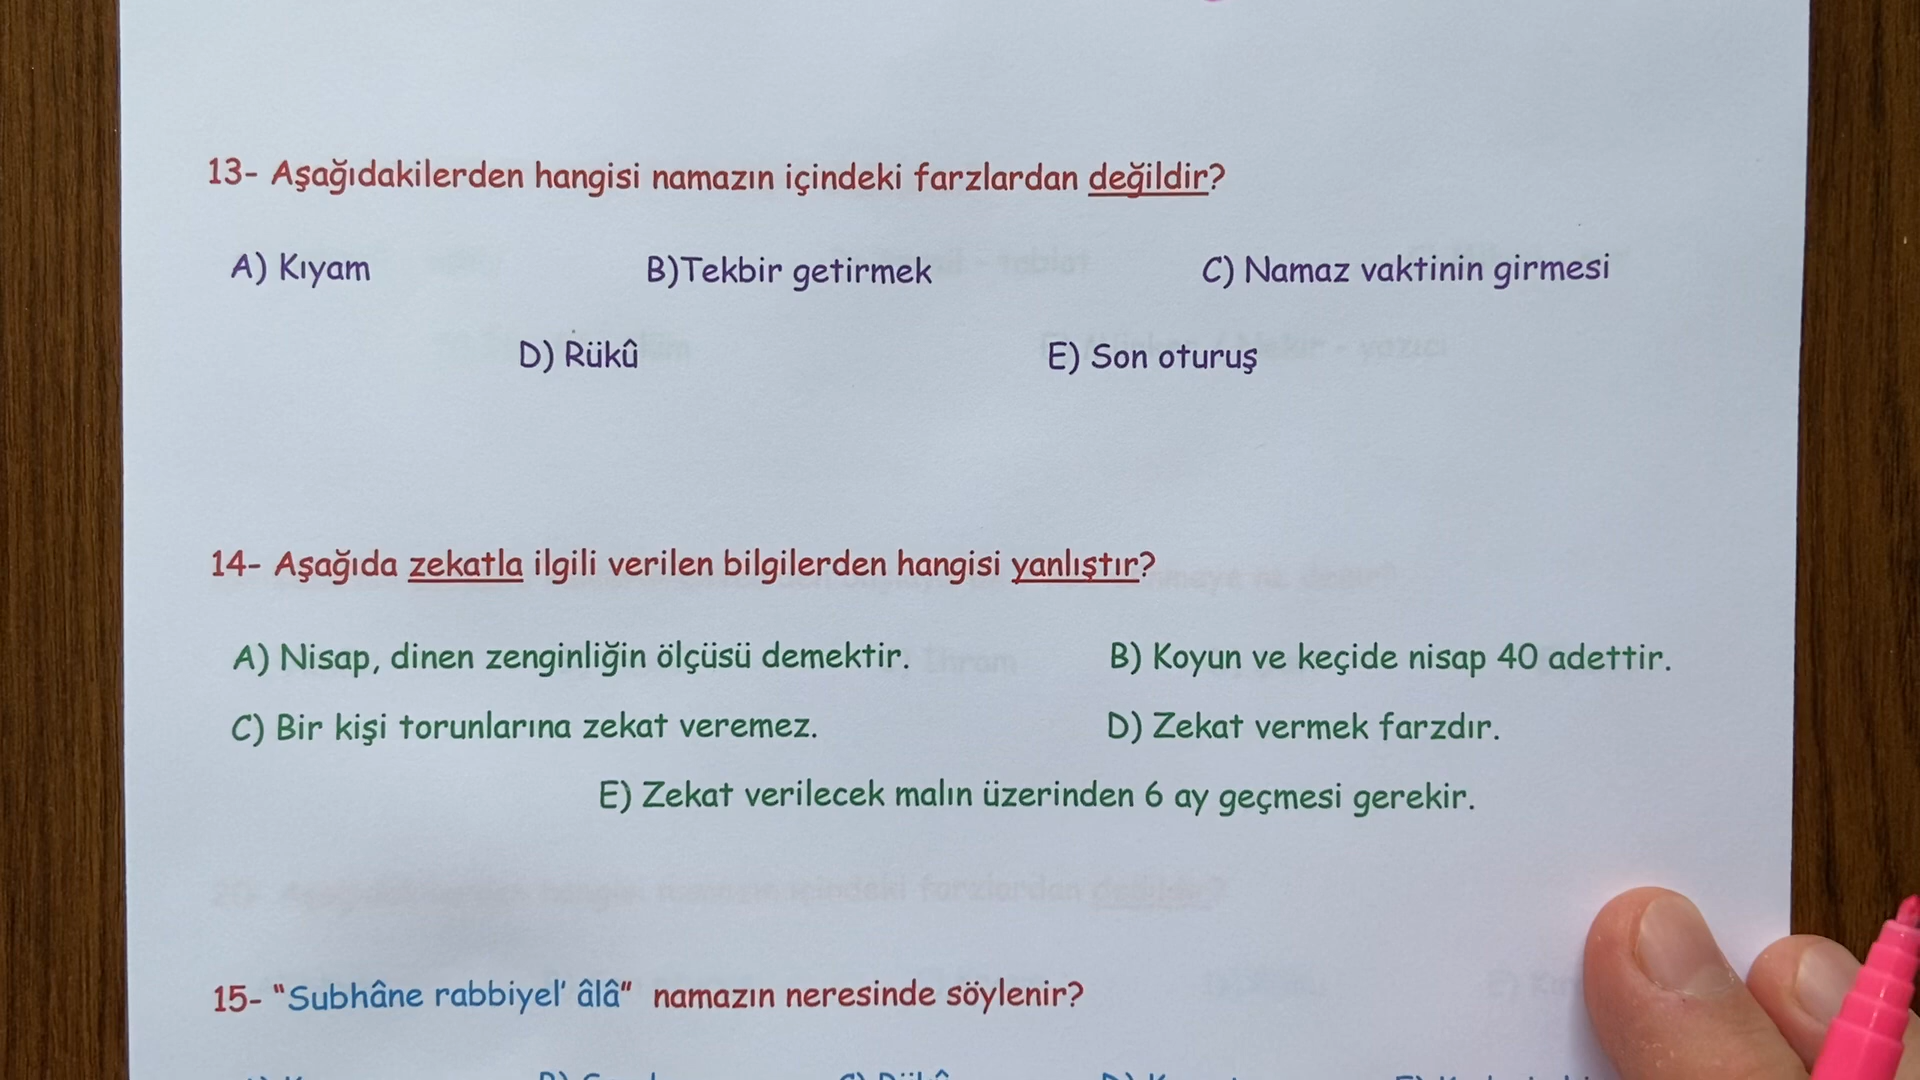 13- Aşağıdakilerden hangisi namazın içindeki farzlardan değildir?
A) Kıyam B)Tekbir getirmek C) Namaz vaktinin girmesi
D) Rükû E) Son oturuş
14- Aşağıda zekatla ilgili verilen bilgilerden hangisi yanlıştır?
A) Nisap, dinen zenginliğin ölçüsü demektir. B) Koyun ve keçide nisap 40 adettir.
C) Bir kişi torunlarına zekat veremez. D) Zekat vermek farzdır.
E) Zekat verilecek malın üzerinden 6 ay geçmesi gerekir.
15- "Subhâne rabbiyel' âlâ" namazın neresinde söylenir?